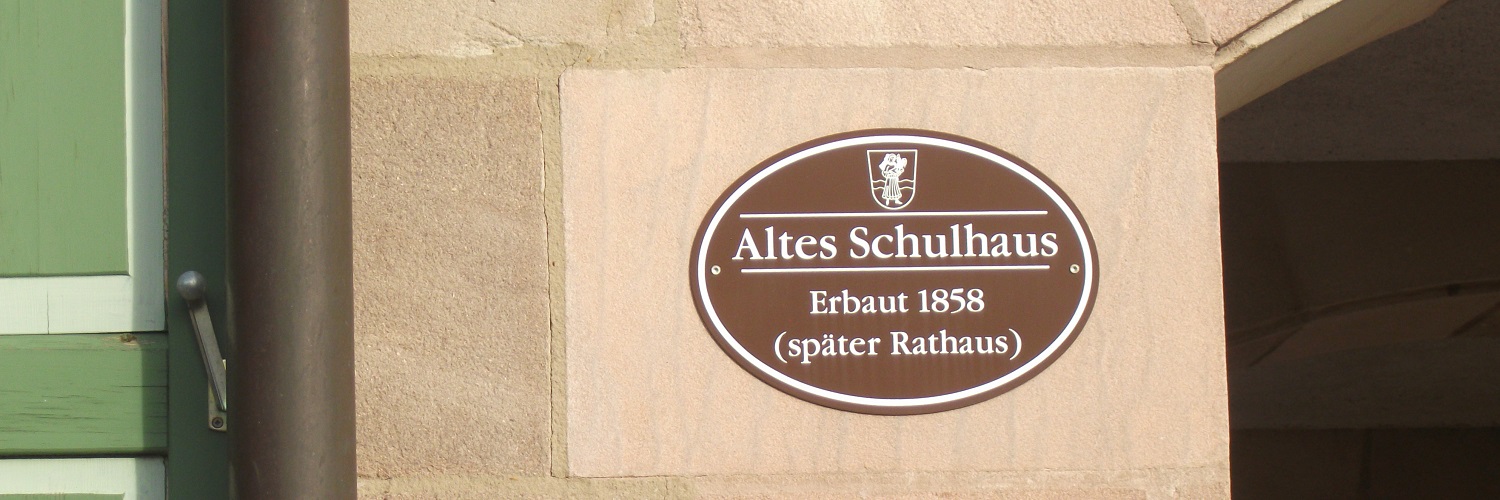 Altes Schulhaus
Erbaut 1858
(später Rathaus)